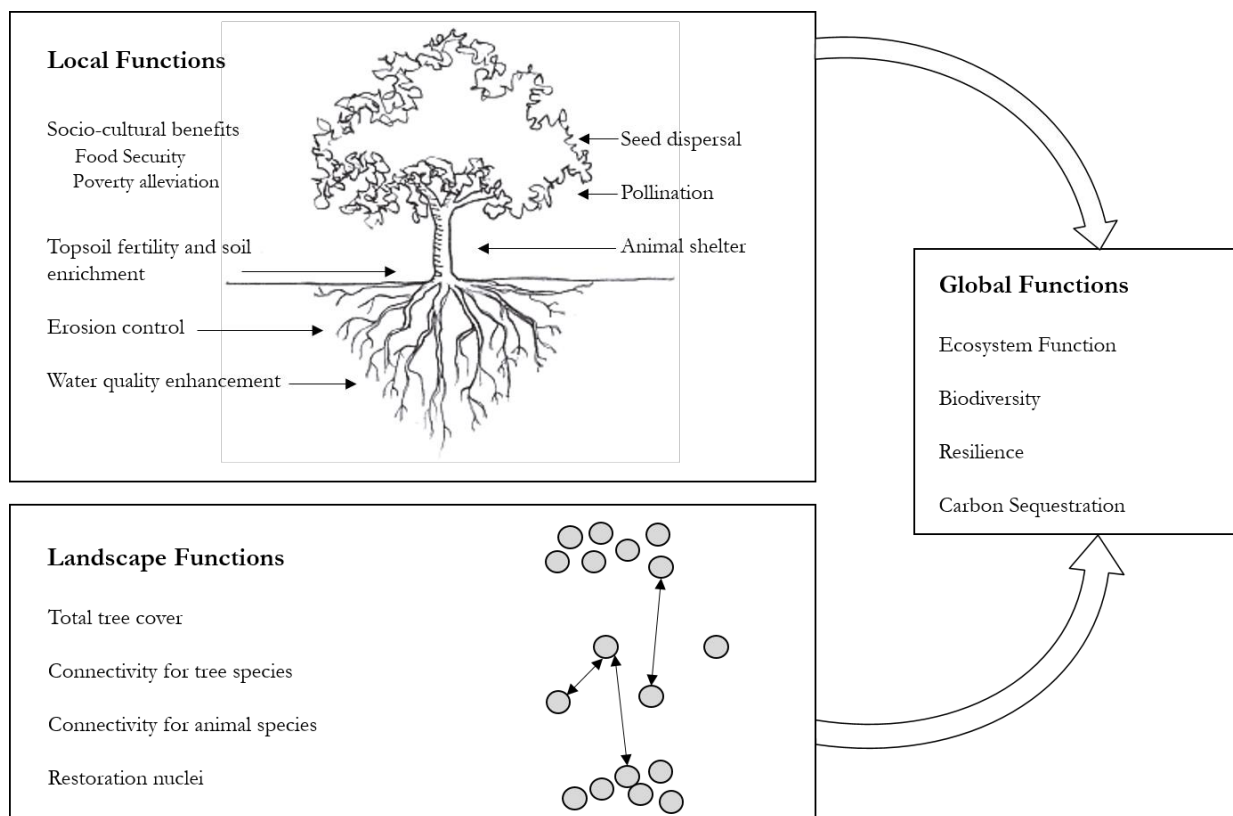 Local Functions
Socio-cultural benefits
Food Security
Poverty alleviation
Topsoil fertility and soil
enrichment
Erosion control
Water quality enhancement
Seed dispersal
Pollination
Animal shelter
Global Functions
Ecosystem Function
Biodiversity
Resilience
Carbon Sequestration
Landscape Functions
Total tree cover
Connectivity for tree species
Connectivity for animal species
Restoration nuclei